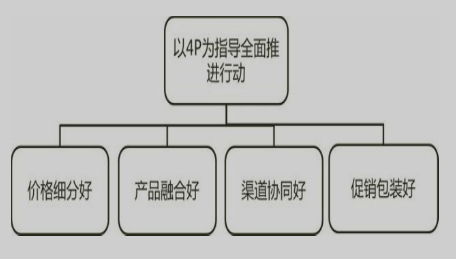 以4P为指导全面推
进行动
价格细分好
产品融合好
渠道协同好
促销包装好